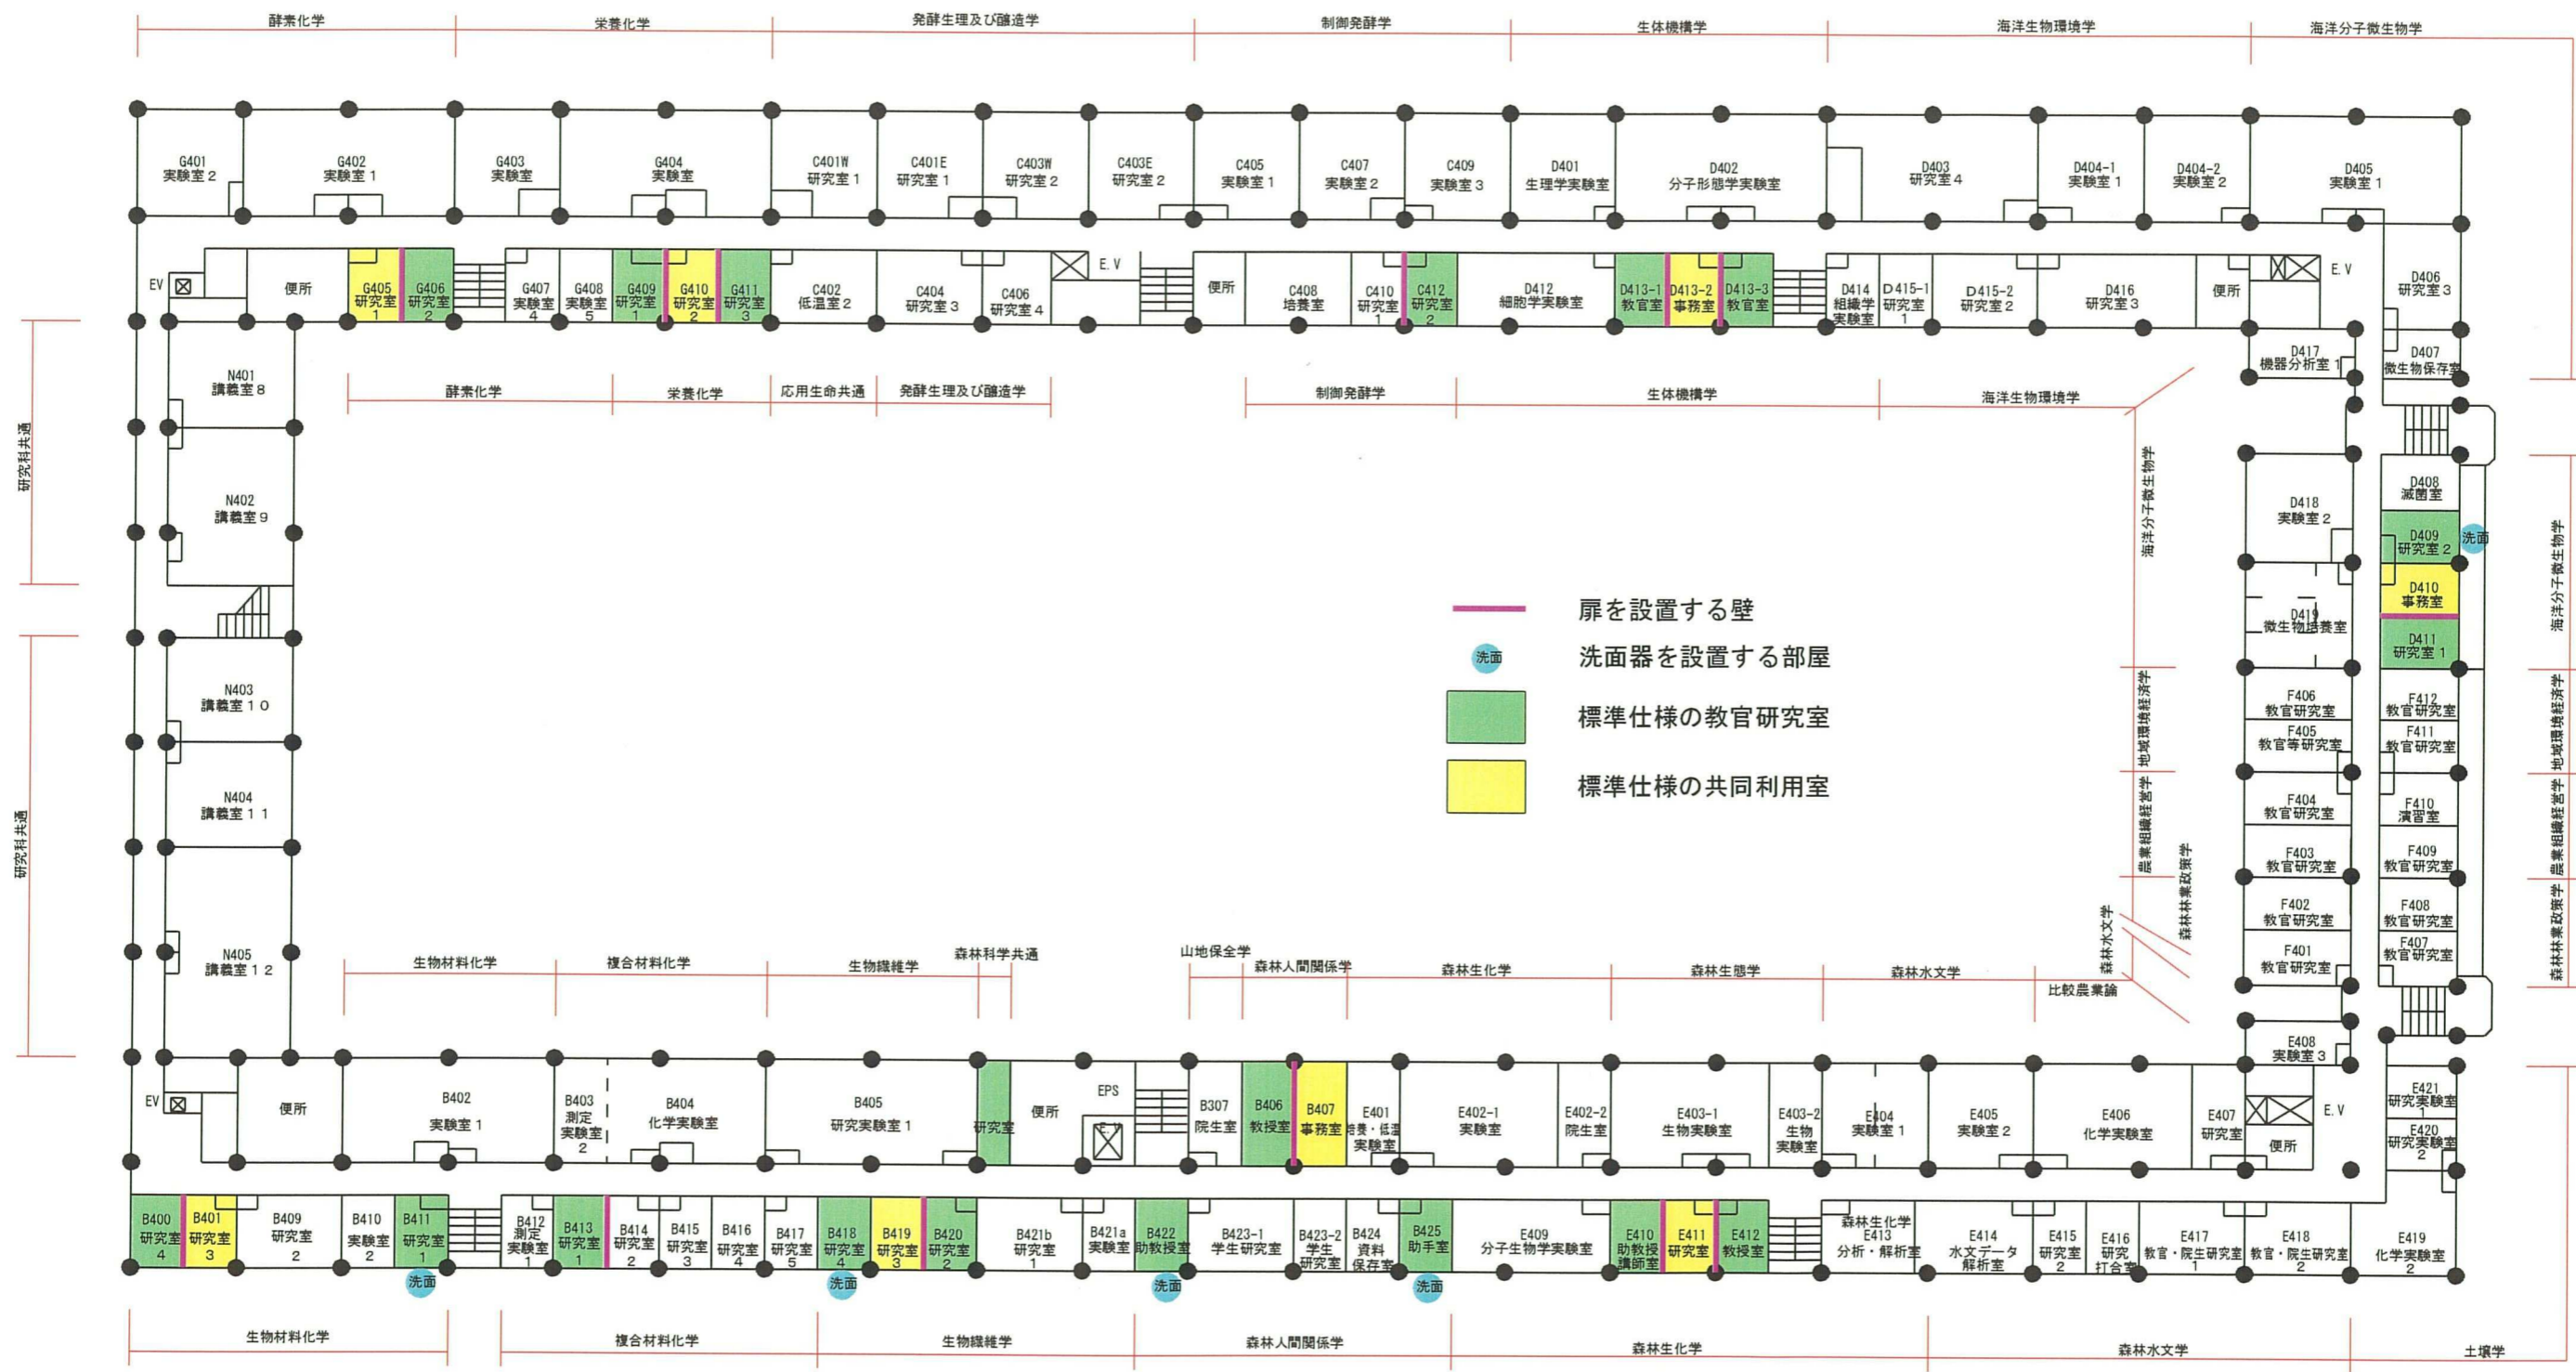 酵素化学
栄養化学
発酵生理及び醸造学
制御発酵学
生体機構学
海洋生物環境学
海洋分子微生物学
G401
実験室2
G402
実験室1
G403
実験室
G404
実験室
C401W
研究室1
C401E
研究室1
C403W
研究室2
C403E
研究室2
C405
実験室1
C407
実験室2
C409
実験室3
D401
生理学実験室
D402
分子形態学実験室
D403
研究室4
D404-1
実験室1
D404-2
実験室2
D405
実験室1
EV
便所
G405
研究室
1
G406
研究室
2
G407
実験室
4
G408
実験室
5
G409
研究室
1
G410
研究室
2
G411
研究室
3
C402
低温室2
C404
研究室3
C406
研究室4
E.V
便所
C408
培養室
C410
研究室
1
C412
研究室
2
D412
細胞学実験室
D413-1
教官室
D413-2
事務室
D413-3
教官室
D414
組織学
実験室
D415-1
研究室
1
D415-2
研究室2
D416
研究室3
便所
E.V
D406
研究室3
D417
機器分析室1
D407
微生物保存室
酵素化学
栄養化学
応用生命共通
発酵生理及び醸造学
制御発酵学
生体機構学
海洋生物環境学
研究科共通
N401
講義室8
N402
講義室9
研究科共通
N403
講義室10
N404
講義室11
N405
講義室12
扉を設置する壁
洗面
洗面器を設置する部屋
標準仕様の教官研究室
標準仕様の共同利用室
海洋分子微生物学
地域環境経済学
農業組織経営学
森林林業政策学
森林水文学
D418
実験室2
D419
微生物培養室
D408
滅菌室
D409
研究室2
洗面
D410
事務室
D411
研究室1
海洋分子微生物学
F406
教官研究室
F405
教官等研究室
F404
教官研究室
F403
教官研究室
F402
教官研究室
F401
教官研究室
F412
教官研究室
F411
教官研究室
F410
演習室
F409
教官研究室
F408
教官研究室
F407
教官研究室
地域環境経済学
農業組織経営学
森林林業政策学
生物材料化学
複合材料化学
生物繊維学
森林科学共通
山地保全学
森林人間関係学
森林生化学
森林生態学
森林水文学
比較農業論
E408
実験室3
EV
便所
B402
実験室1
B403
測定
実験室
2
B404
化学実験室
B405
研究実験室1
研究室
便所
EPS
E.V
B307
院生室
B406
教授室
B407
事務室
E401
培養・低温
実験室
E402-1
実験室
E402-2
院生室
E403-1
生物実験室
E403-2
生物
実験室
E404
実験室1
E405
実験室2
E406
化学実験室
E407
研究室
E.V
便所
E421
研究実験室
1
E420
研究実験室
2
B400
研究室
4
B401
研究室
3
B409
研究室
2
B410
実験室
2
B411
研究室
1
洗面
B412
測定
実験室
1
B413
研究室
1
B414
研究室
2
B415
研究室
3
B416
研究室
4
B417
研究室
5
B418
研究室
4
洗面
B419
研究室
3
B420
研究室
2
B421b
研究室
1
B421a
実験室
B422
助教授室
洗面
B423-1
学生研究室
B423-2
学生
研究室
B424
資料
保存室
B425
助手室
洗面
E409
分子生物学実験室
E410
助教授
講師室
E411
研究室
E412
教授室
森林生化学
E413
分析・解析室
E414
水文データ
解析室
E415
研究室
2
E416
研究
打合室
E417
教官・院生研究室
1
E418
教官・院生研究室
2
E419
化学実験室
2
生物材料化学
複合材料化学
生物繊維学
森林人間関係学
森林生化学
森林水文学
土壌学